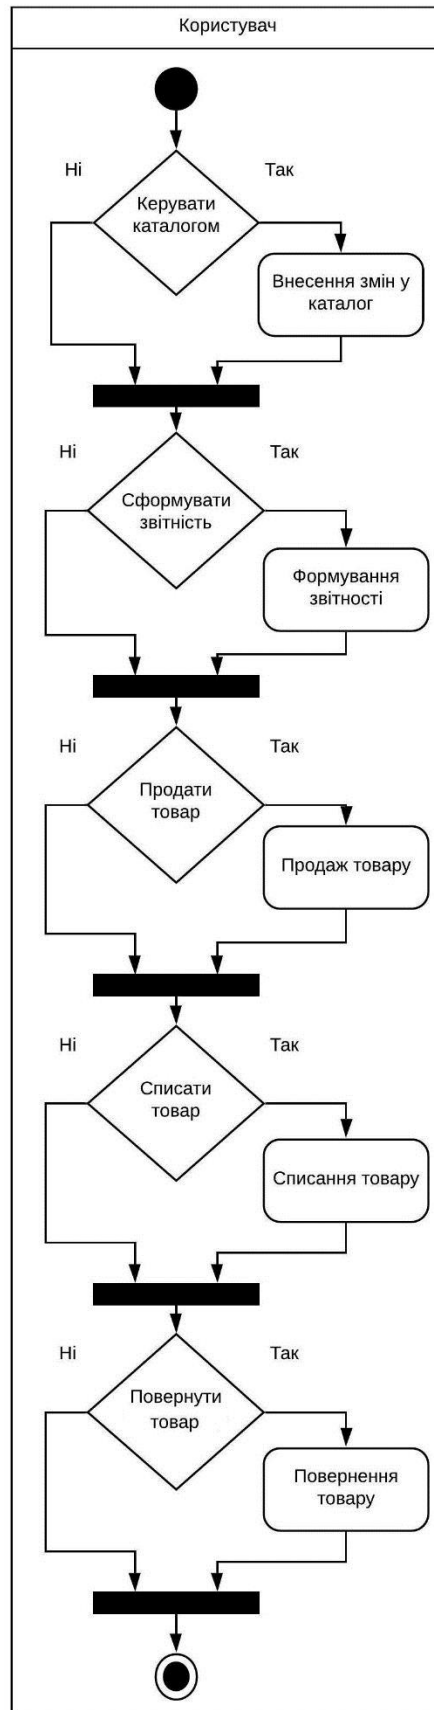 Користувач
Ні
Так
Керувати
каталогом
Внесення змін у
каталог
Ні
Так
Сформувати
звітність
Формування
звітності
Ні
Так
Продати
товар
Продаж товару
Ні
Так
Списати
товар
Списання товару
Ні
Так
Повернути
товар
Повернення
товару